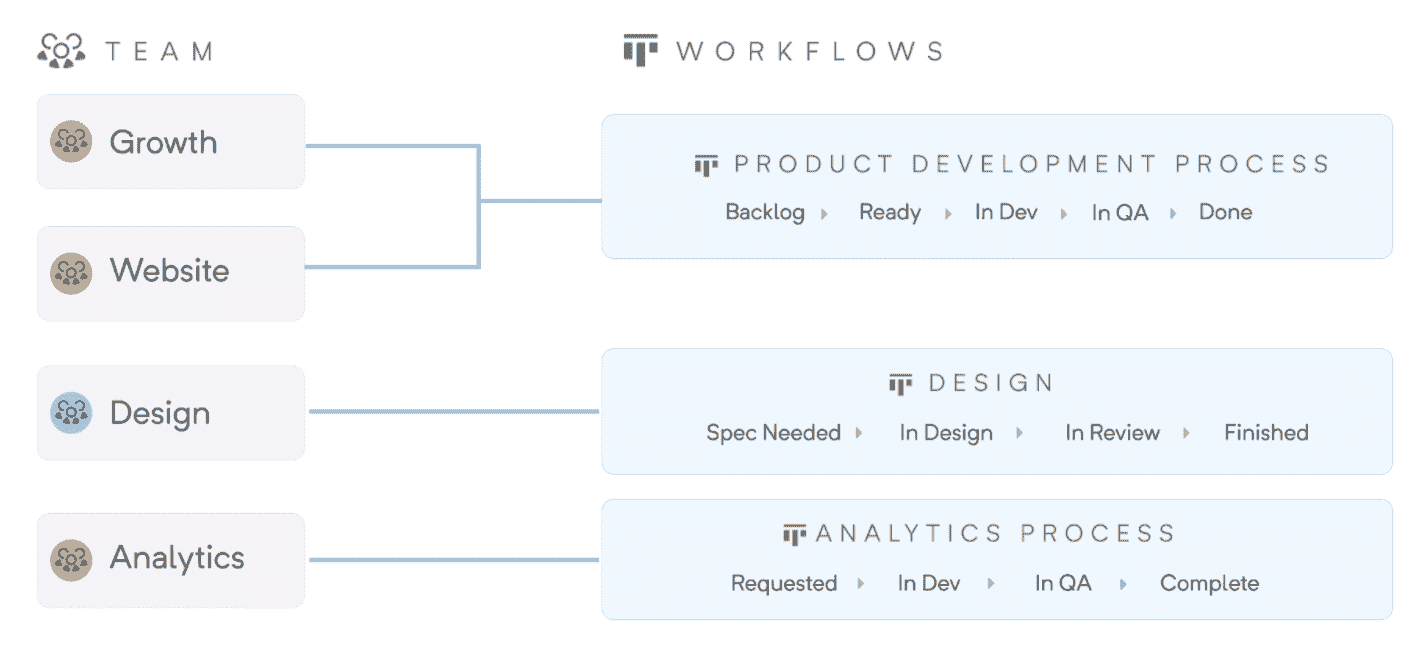 TEAM
WORKFLOWS
Growth
Website
Design
Analytics
PRODUCT DEVELOPMENT PROCESS
Backlog Ready In Dev In QA Done
DESIGN
Spec Needed In Design In Review Finished
ANALYTICS PROCESS
Requested In Dev In QA Complete